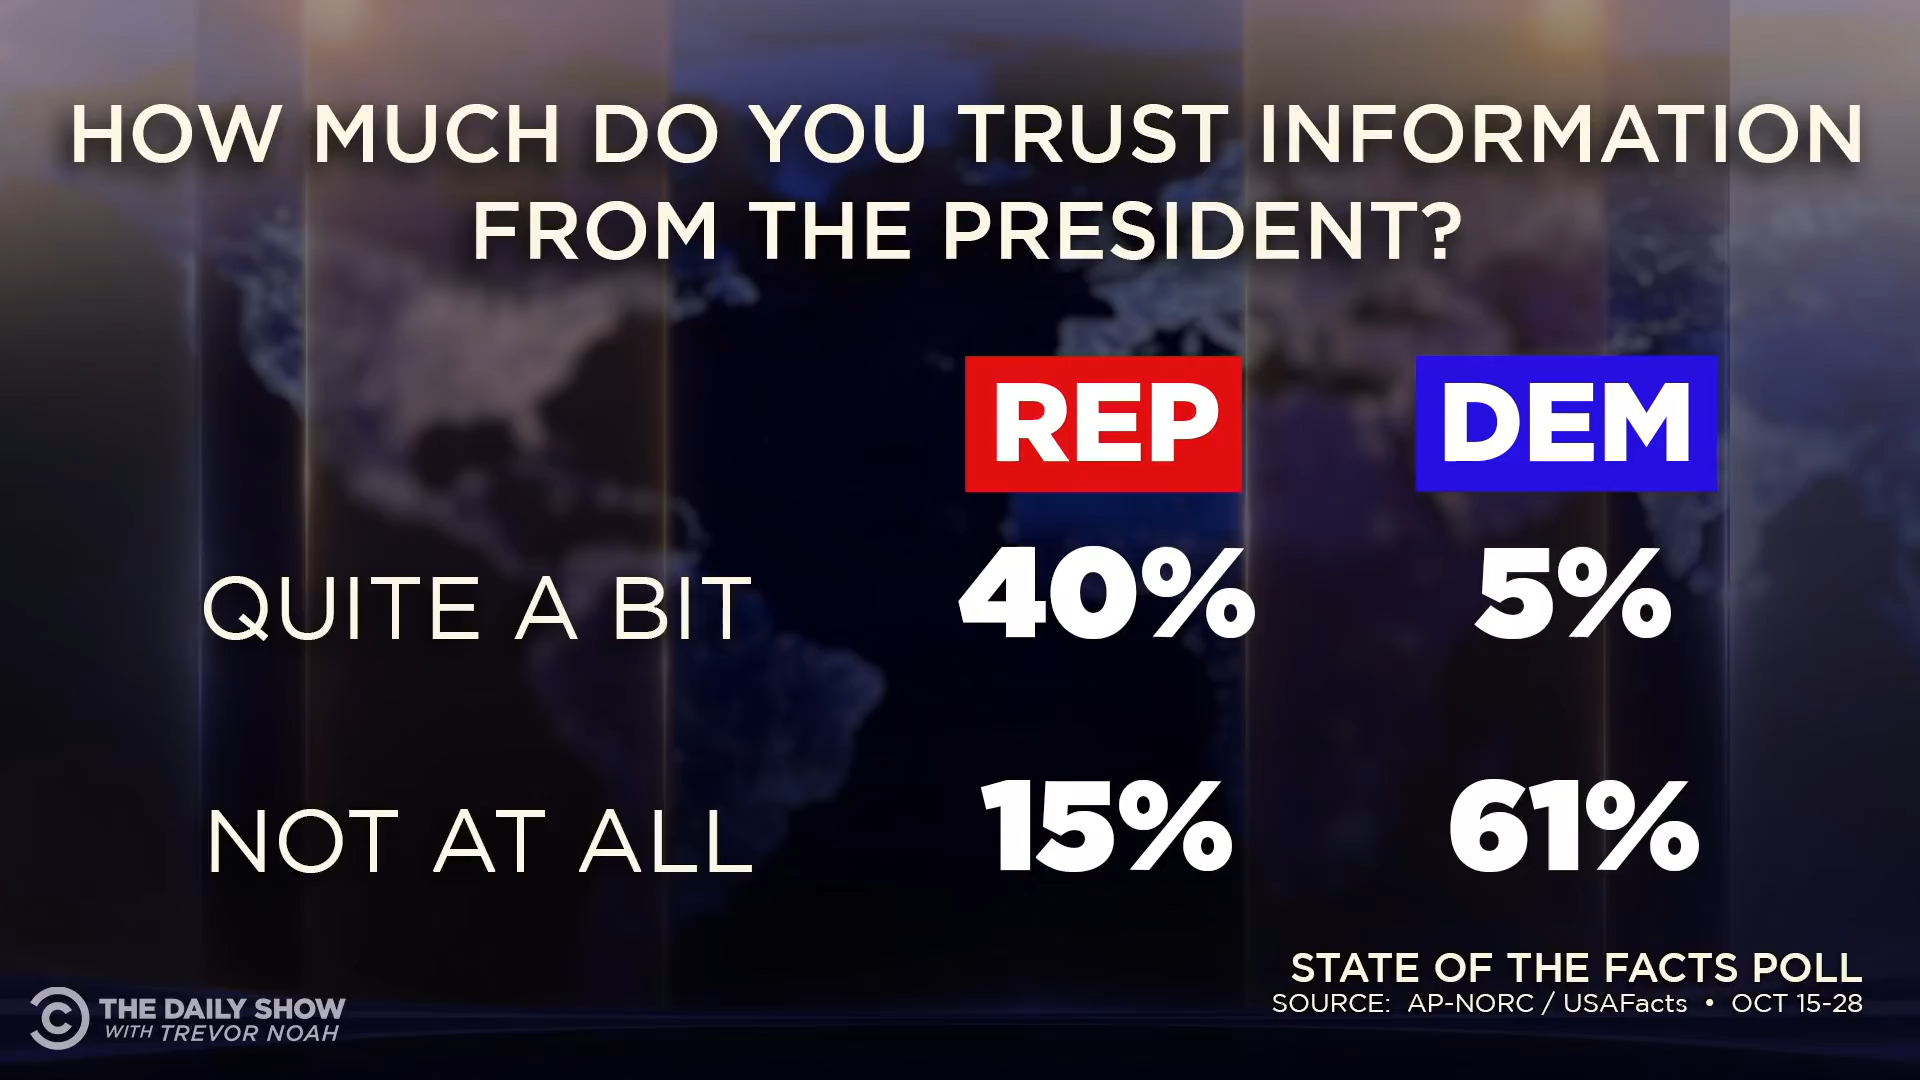 HOW MUCH DO YOU TRUST INFORMATION
FROM THE PRESIDENT?
REP DEM
QUITE A BIT 40% 5%
NOT AT ALL 15% 61%
STATE OF THE FACTS POLL
SOURCE: AP-NORC / USAFacts • OCT 15-28
THE DAILY SHOW
WITH TREVOR NOAH